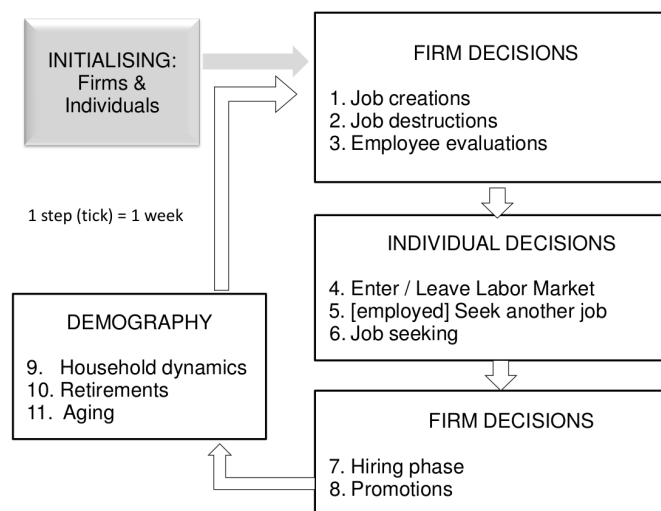 INITIALISING:
Firms &
Individuals
FIRM DECISIONS
1. Job creations
2. Job destructions
3. Employee evaluations
1 step (tick) = 1 week
INDIVIDUAL DECISIONS
4. Enter / Leave Labor Market
5. [employed] Seek another job
6. Job seeking
FIRM DECISIONS
7. Hiring phase
8. Promotions
DEMOGRAPHY
9. Household dynamics
10. Retirements
11. Aging